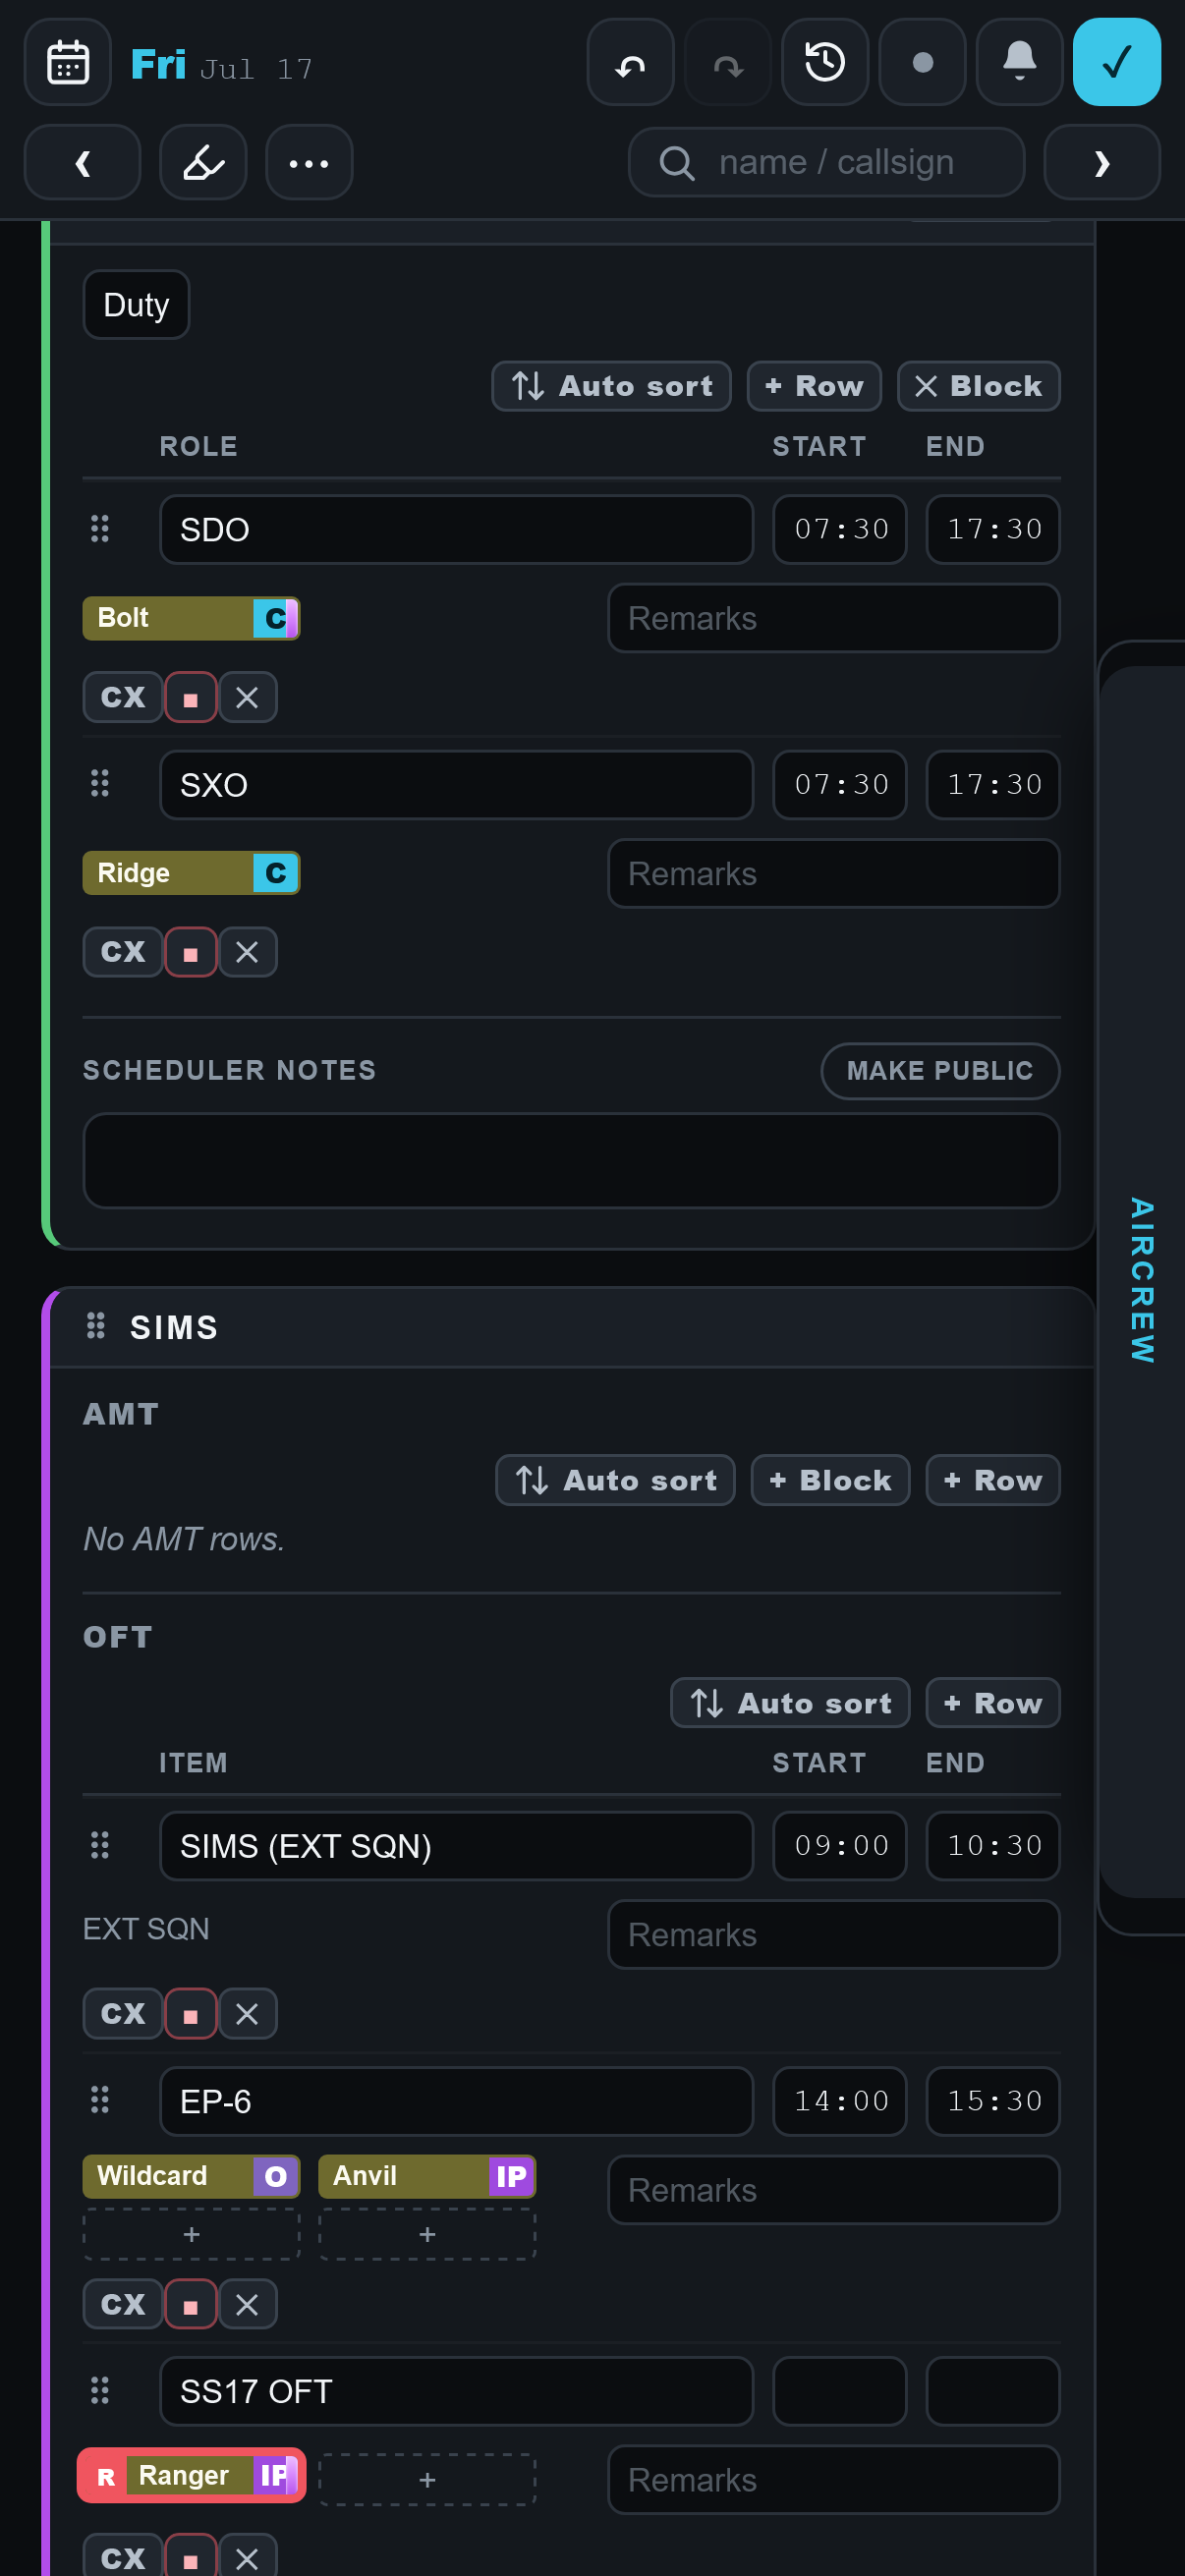 Fri Jul 17
name / callsign
Duty
Auto sort + Row × Block
ROLE START END
SDO 07:30 17:30
Bolt C Remarks
CX
SXO 07:30 17:30
Ridge C Remarks
CX
SCHEDULER NOTES MAKE PUBLIC
AIRCREW
SIMS
AMT
Auto sort + Block + Row
No AMT rows.
OFT
Auto sort + Row
ITEM START END
SIMS (EXT SQN) 09:00 10:30
EXT SQN Remarks
CX
EP-6 14:00 15:30
Wildcard O Anvil IP Remarks
+ +
CX
SS17 OFT
R Ranger IP + Remarks
CX